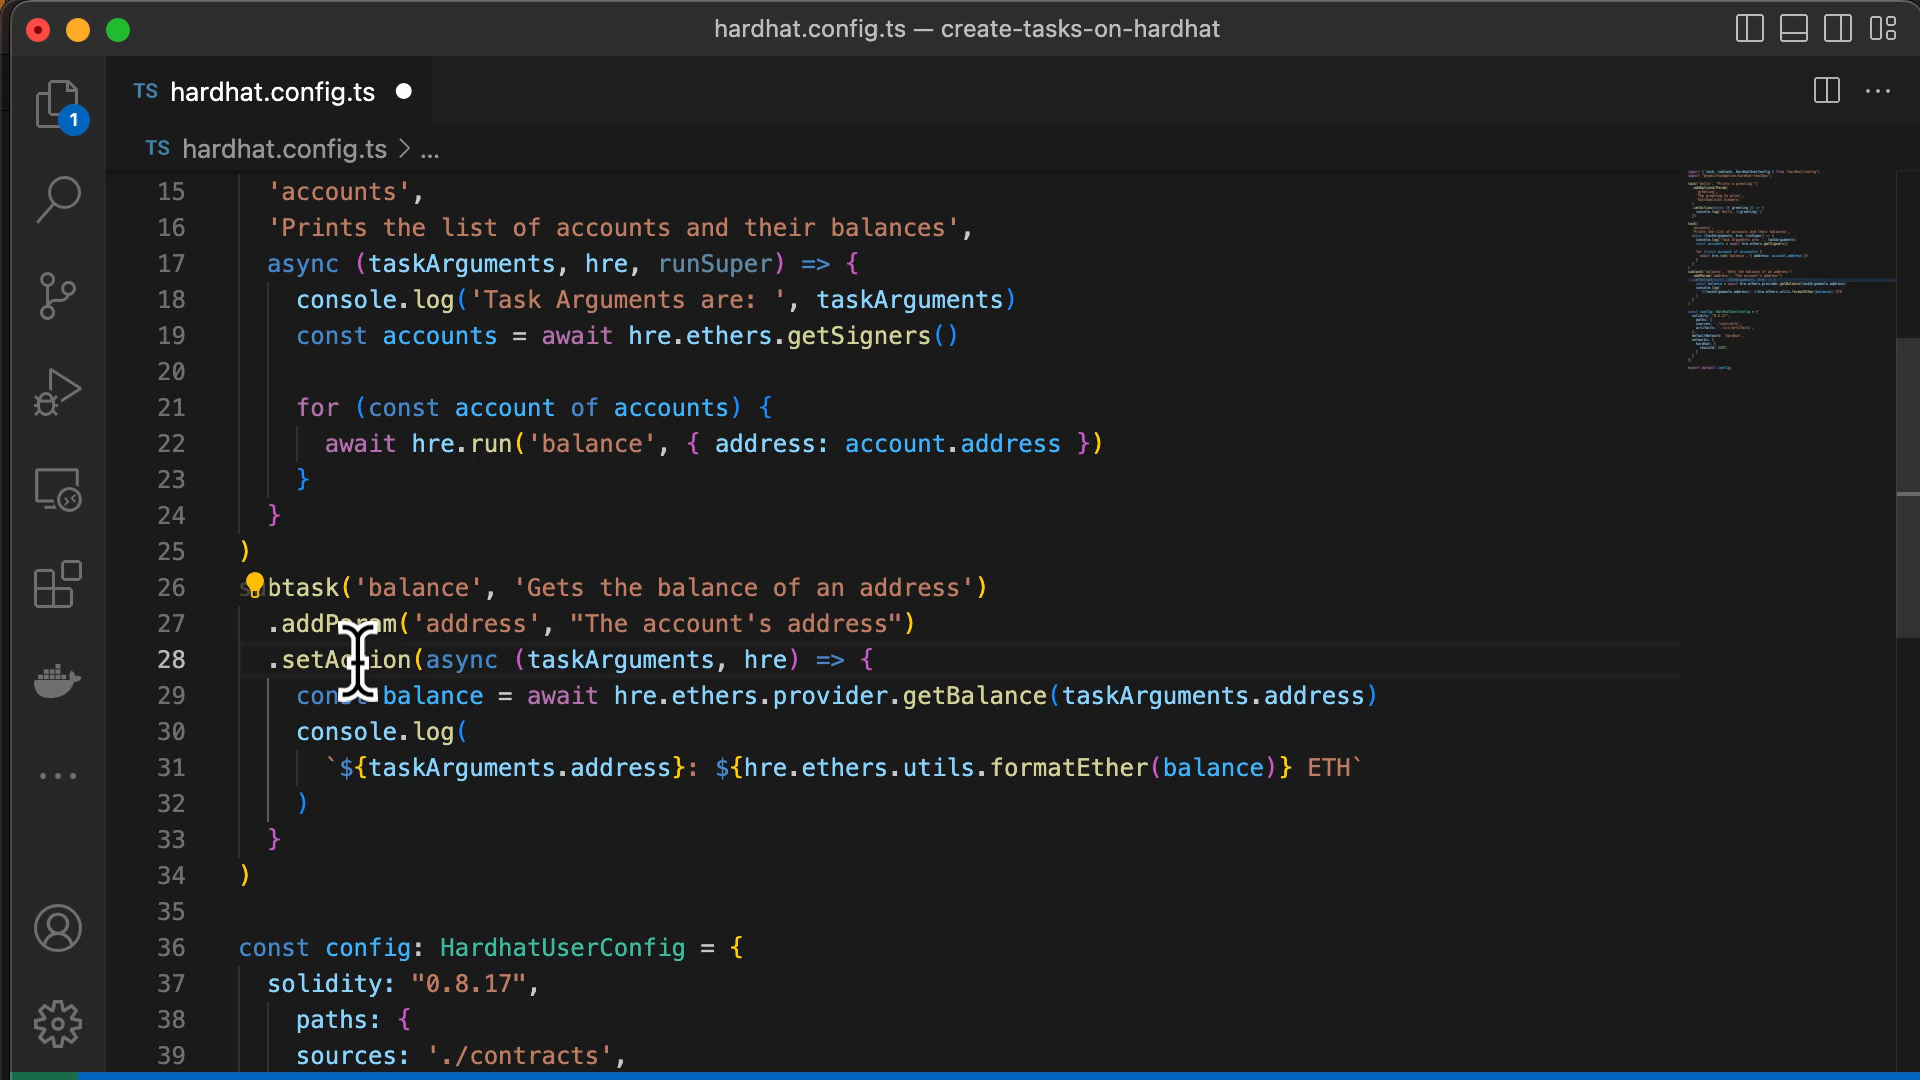 hardhat.config.ts — create-tasks-on-hardhat
TS hardhat.config.ts
1
TS hardhat.config.ts > ...
15 'accounts',
16 'Prints the list of accounts and their balances',
17 async (taskArguments, hre, runSuper) => {
18 console.log('Task Arguments are: ', taskArguments)
19 const accounts = await hre.ethers.getSigners()
20
21 for (const account of accounts) {
22 await hre.run('balance', { address: account.address })
23 }
24 }
25 )
26 subtask('balance', 'Gets the balance of an address')
27 .addParam('address', "The account's address")
28 .setAction(async (taskArguments, hre) => {
29 const balance = await hre.ethers.provider.getBalance(taskArguments.address)
30 console.log(
31 `${taskArguments.address}: ${hre.ethers.utils.formatEther(balance)} ETH`
32 )
33 }
34 )
35
36 const config: HardhatUserConfig = {
37 solidity: "0.8.17",
38 paths: {
39 sources: './contracts',